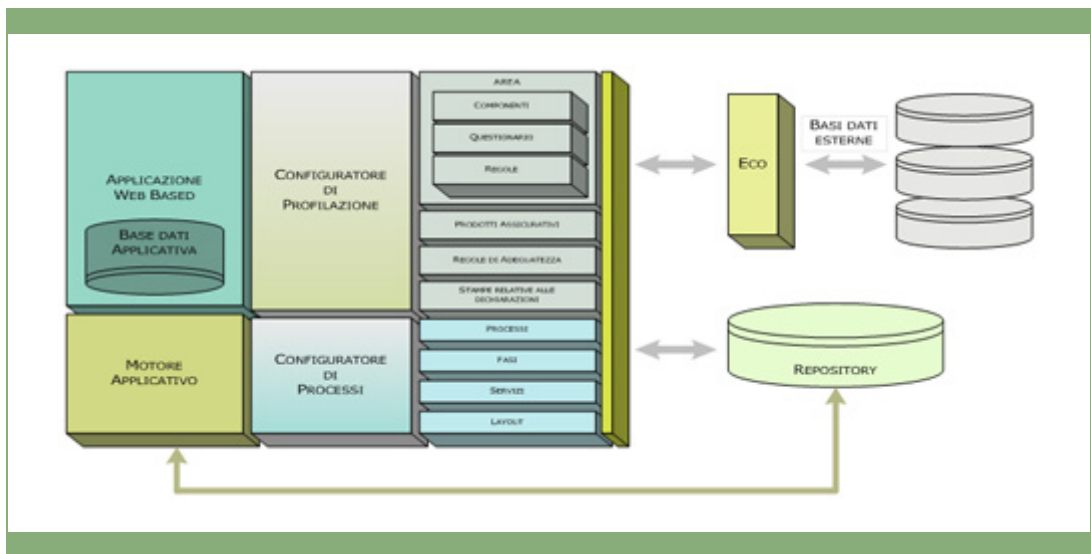 APPLICAZIONE
WEB BASED
BASE DATI
APPLICATIVA
MOTORE
APPLICATIVO
CONFIGURATORE
DI
PROFILAZIONE
CONFIGURATORE
DI
PROCESSI
AREA
COMPONENTI
QUESTIONARIO
REGOLE
PRODOTTI ASSICURATIVI
REGOLE DI ADEGUATEZZA
STAMPE RELATIVE ALLE
DICHIARAZIONI
PROCESSI
FASI
SERVIZI
LAYOUT
ECO
BASI DATI
ESTERNE
REPOSITORY